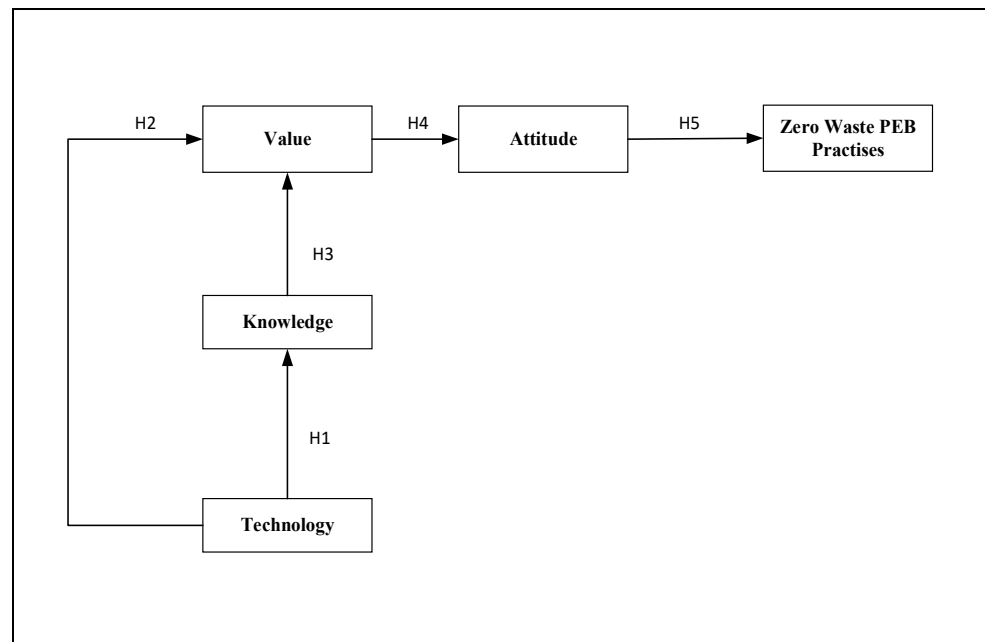 H2
Value
H4
Attitude
H5
Zero Waste PEB
Practises
H3
Knowledge
H1
Technology